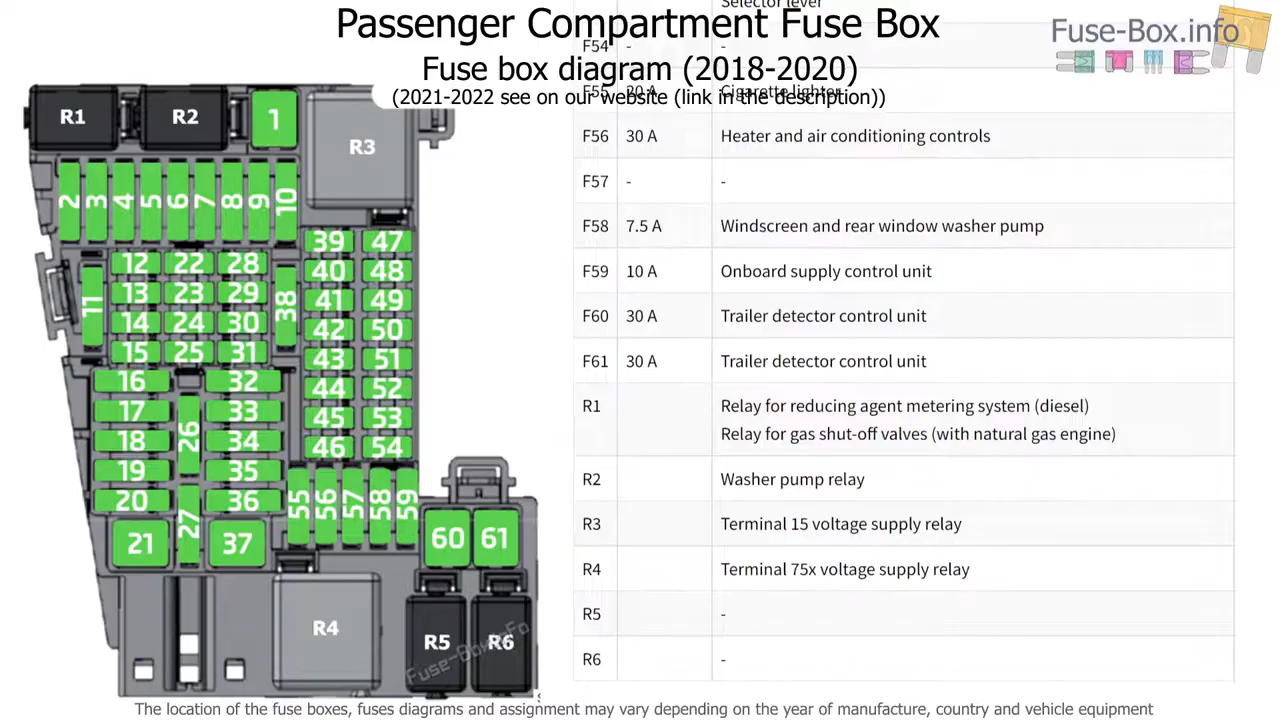 Selector lever
Passenger Compartment Fuse Box
Fuse-Box.info
F54 - -
Fuse box diagram (2018-2020)
F55 20 A Cigarette lighter
(2021-2022 see on our website (link in the description))
R1 R2 1 R3
F56 30 A Heater and air conditioning controls
F57 - -
F58 7.5 A Windscreen and rear window washer pump
F59 10 A Onboard supply control unit
F60 30 A Trailer detector control unit
F61 30 A Trailer detector control unit
R1 Relay for reducing agent metering system (diesel)
Relay for gas shut-off valves (with natural gas engine)
R2 Washer pump relay
R3 Terminal 15 voltage supply relay
R4 Terminal 75x voltage supply relay
R5 -
R6 -
2 3 4 5 6 7 8 9 10
39 47
12 22 28 40 48
11 13 23 29 38 41 49
14 24 30 42 50
15 25 31 43 51
16 32 44 52
17 33 45 53
18 26 34 46 54
19 35
20 27 36 55 56 57 58 59
21 37 60 61
R4 R5 R6
Fuse-Box.info
The location of the fuse boxes, fuses diagrams and assignment may vary depending on the year of manufacture, country and vehicle equipment